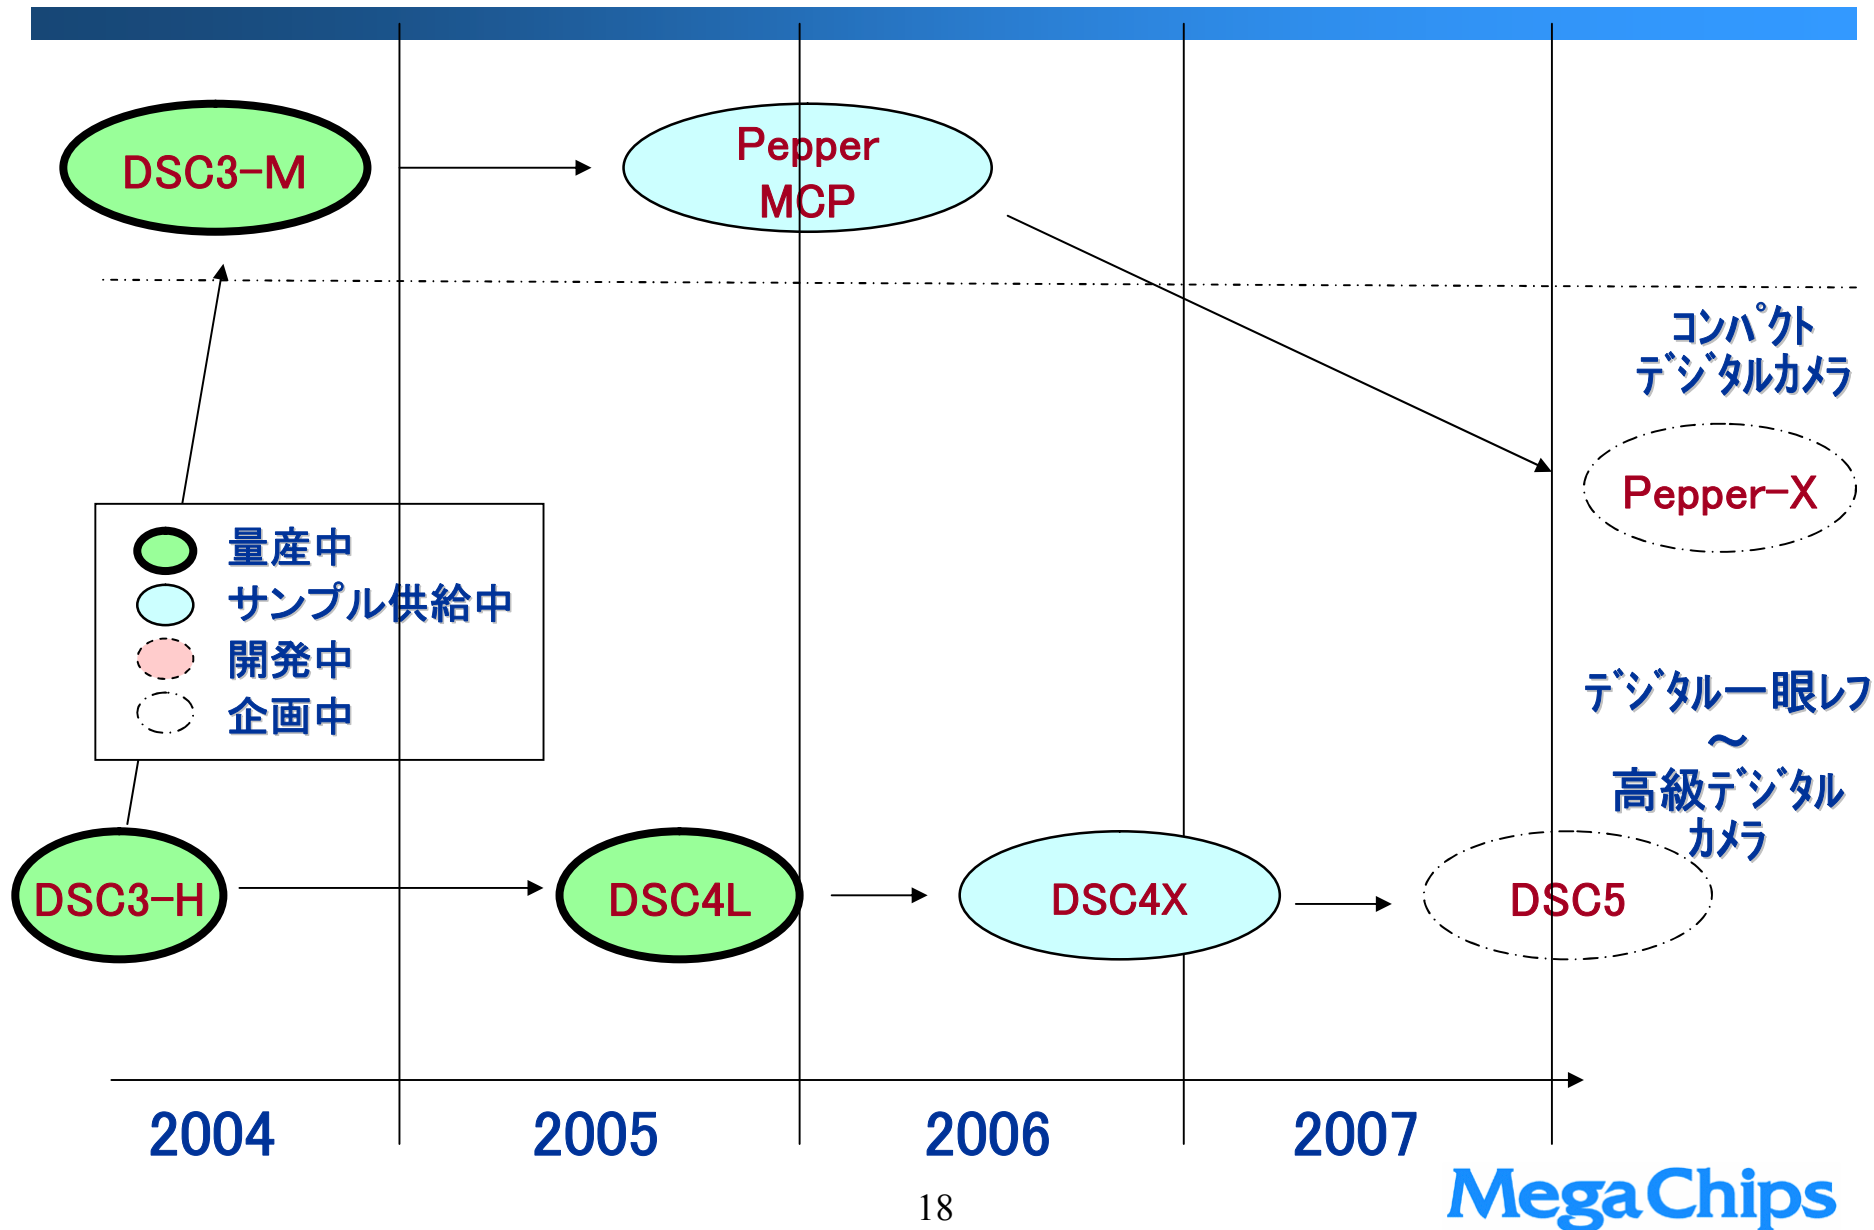 DSC3-M
Pepper
MCP
コンパクト
デジタルカメラ
Pepper-X
量産中
サンプル供給中
開発中
企画中
デジタル一眼レフ
～
高級デジタル
カメラ
DSC3-H
DSC4L
DSC4X
DSC5
2004
2005
2006
2007
18
MegaChips